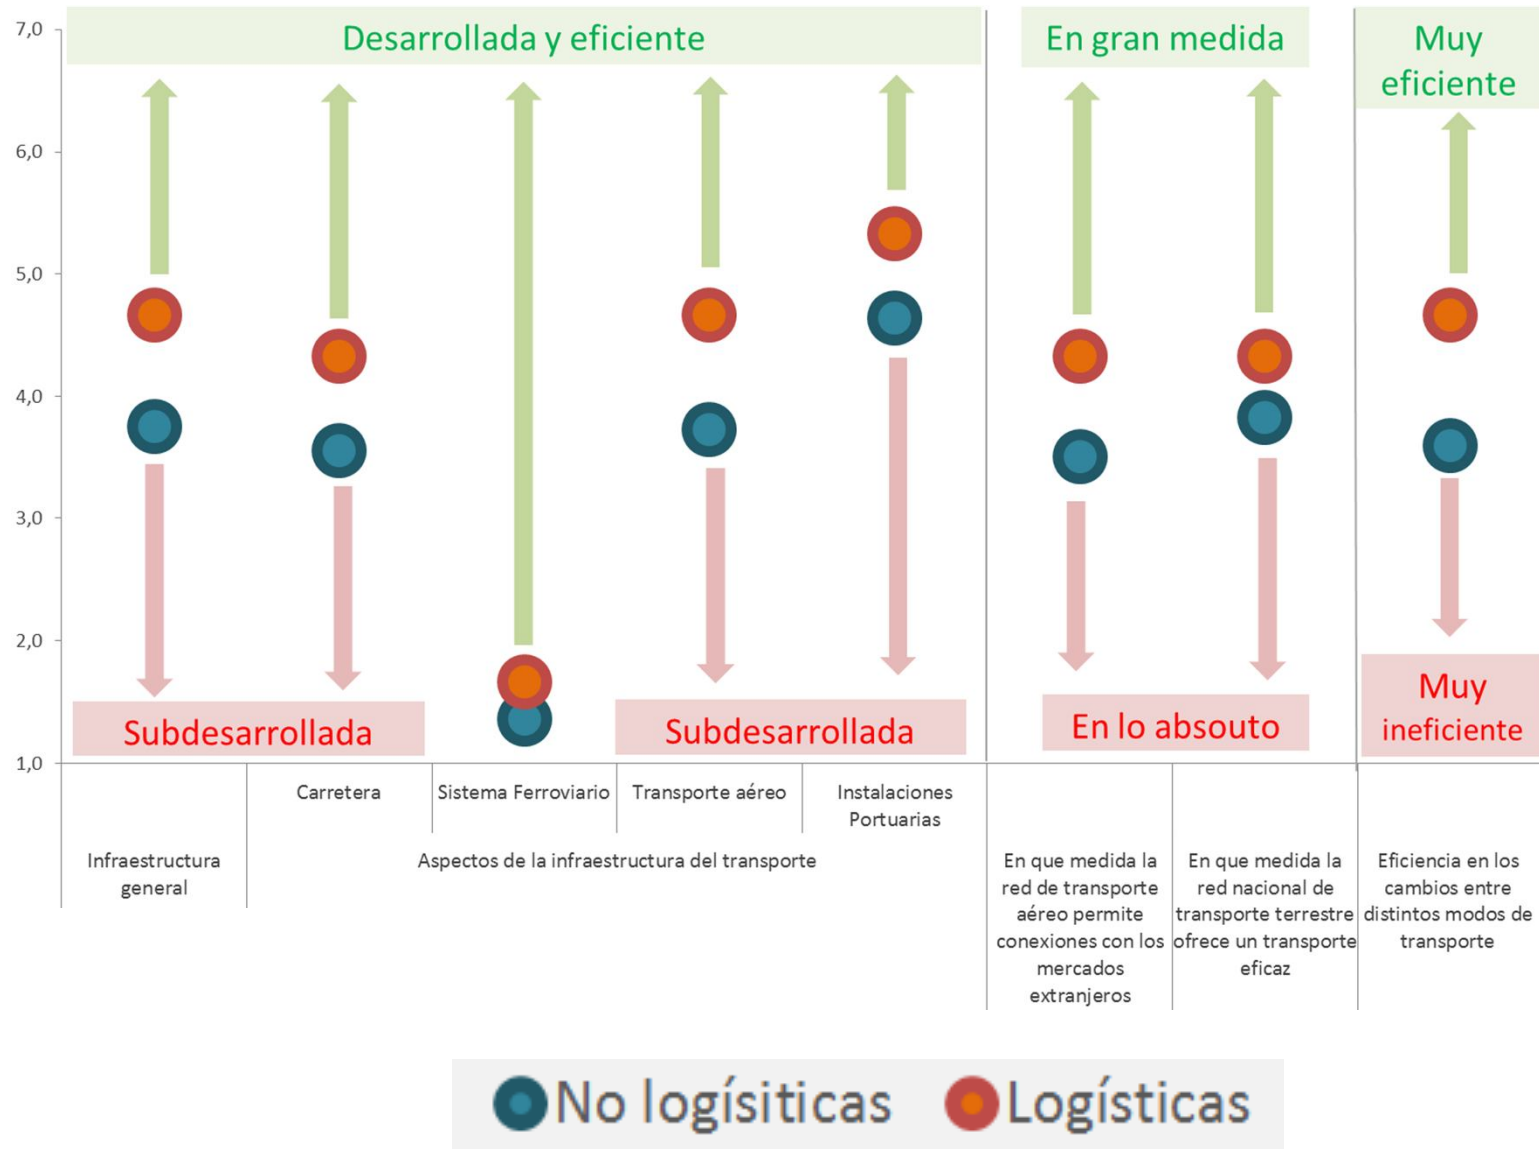 7,0
6,0
5,0
4,0
3,0
2,0
1,0
Desarrollada y eficiente
En gran medida
Muy
eficiente
Subdesarrollada
Subdesarrollada
En lo absouto
Muy
ineficiente
Carretera
Sistema Ferroviario
Transporte aéreo
Instalaciones
Portuarias
Infraestructura
general
Aspectos de la infraestructura del transporte
En que medida la
red de transporte
aéreo permite
conexiones con los
mercados
extranjeros
En que medida la
red nacional de
transporte terrestre
ofrece un transporte
eficaz
Eficiencia en los
cambios entre
distintos modos de
transporte
No logísiticas
Logísticas